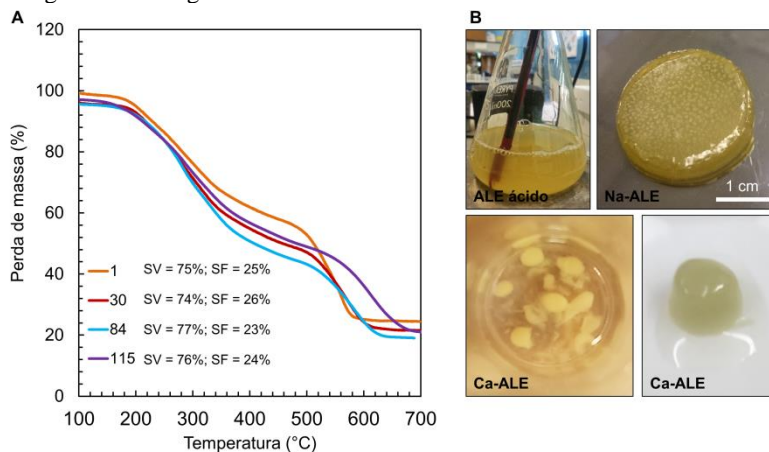 A
Perda de massa (%)
120
100
80
60
40
20
0
1 SV = 75%; SF = 25%
30 SV = 74%; SF = 26%
84 SV = 77%; SF = 23%
115 SV = 76%; SF = 24%
100 200 300 400 500 600 700
Temperatura (°C)
B
ALE ácido
Na-ALE
1 cm
Ca-ALE
Ca-ALE